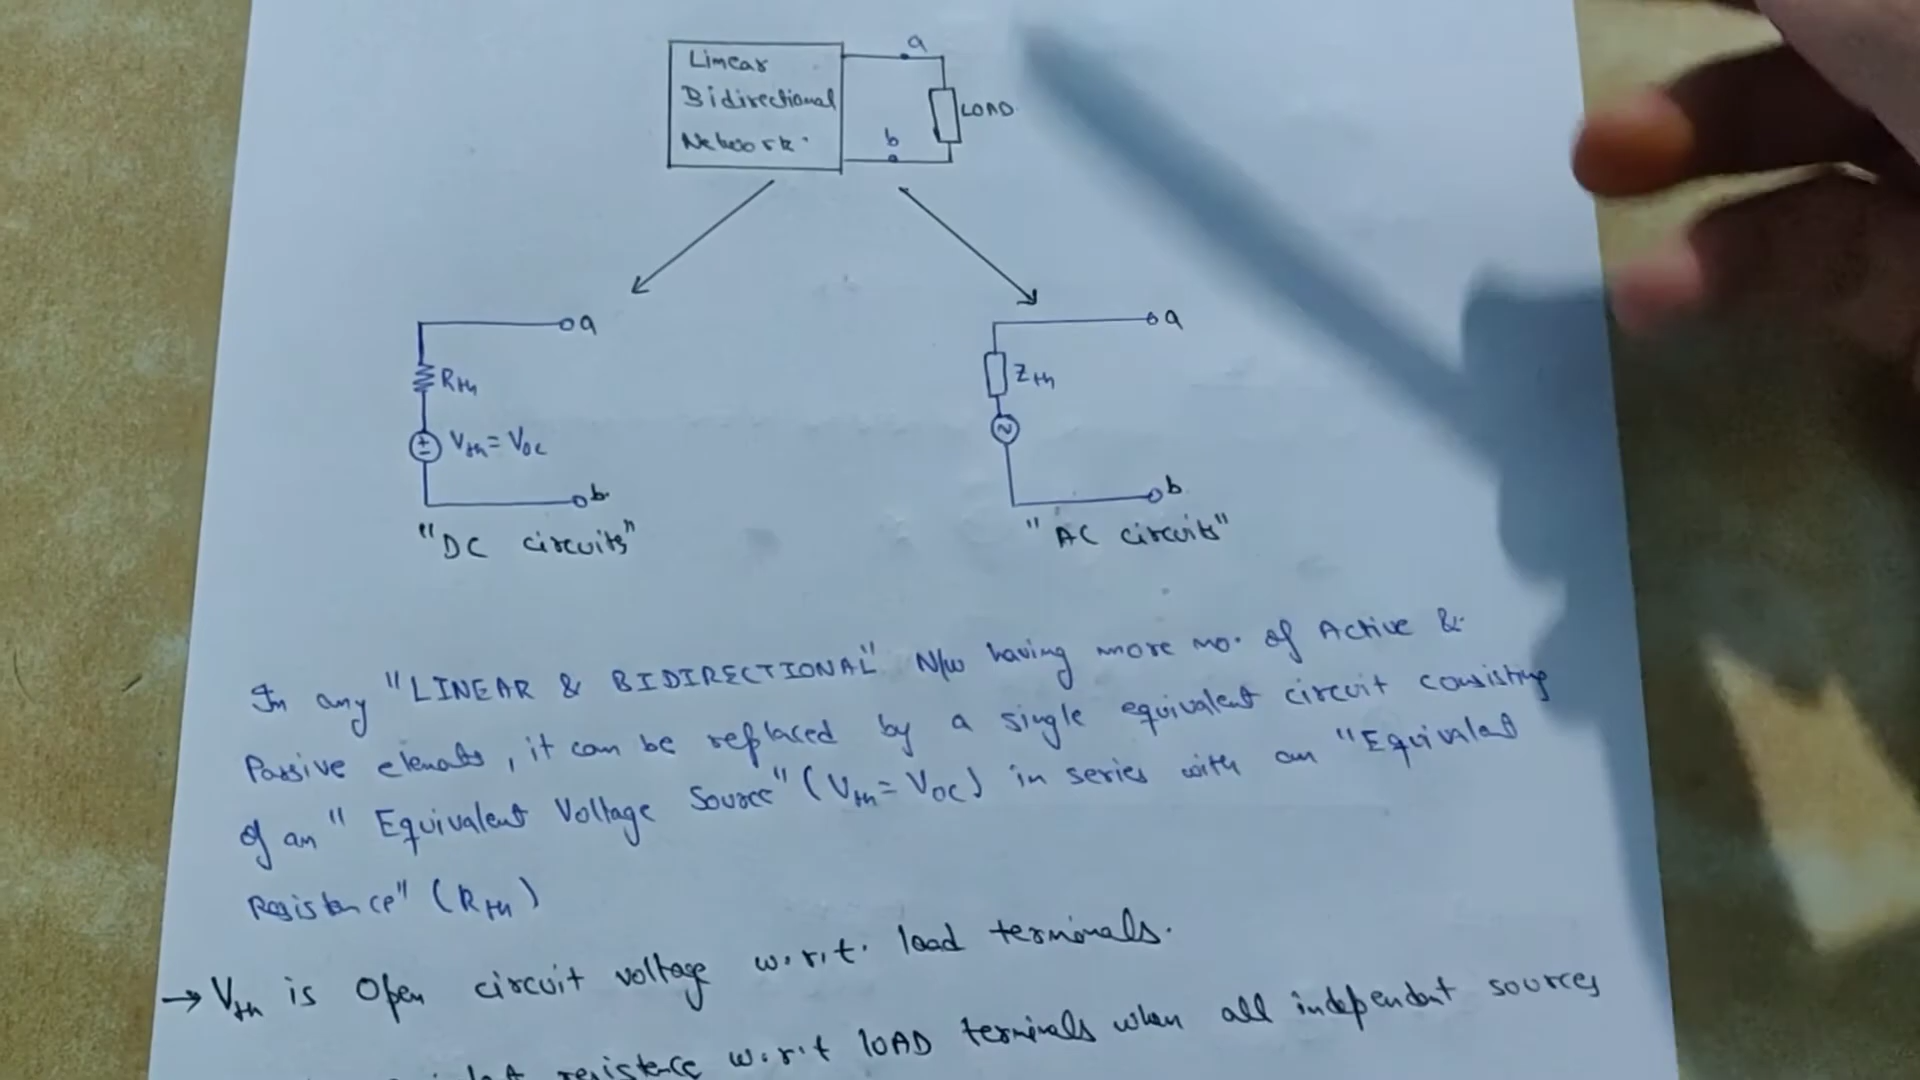 Linear
Bidirectional
Network.
a
b
LOAD.
a
Rth
Vth = Voc
b.
"DC circuits"
a
Zth
b
"AC circuits"
In any "LINEAR & BIDIRECTIONAL" N/w having more no. of Active &
Passive elements, it can be replaced by a single equivalent circuit consisting
of an "Equivalent Voltage Source" (Vth = Voc) in series with an "Equivalent
Resistence" (Rth)
→ Vth is Open circuit voltage w.r.t. load terminals.
resistence w.r.t LOAD terminals when all independent sources